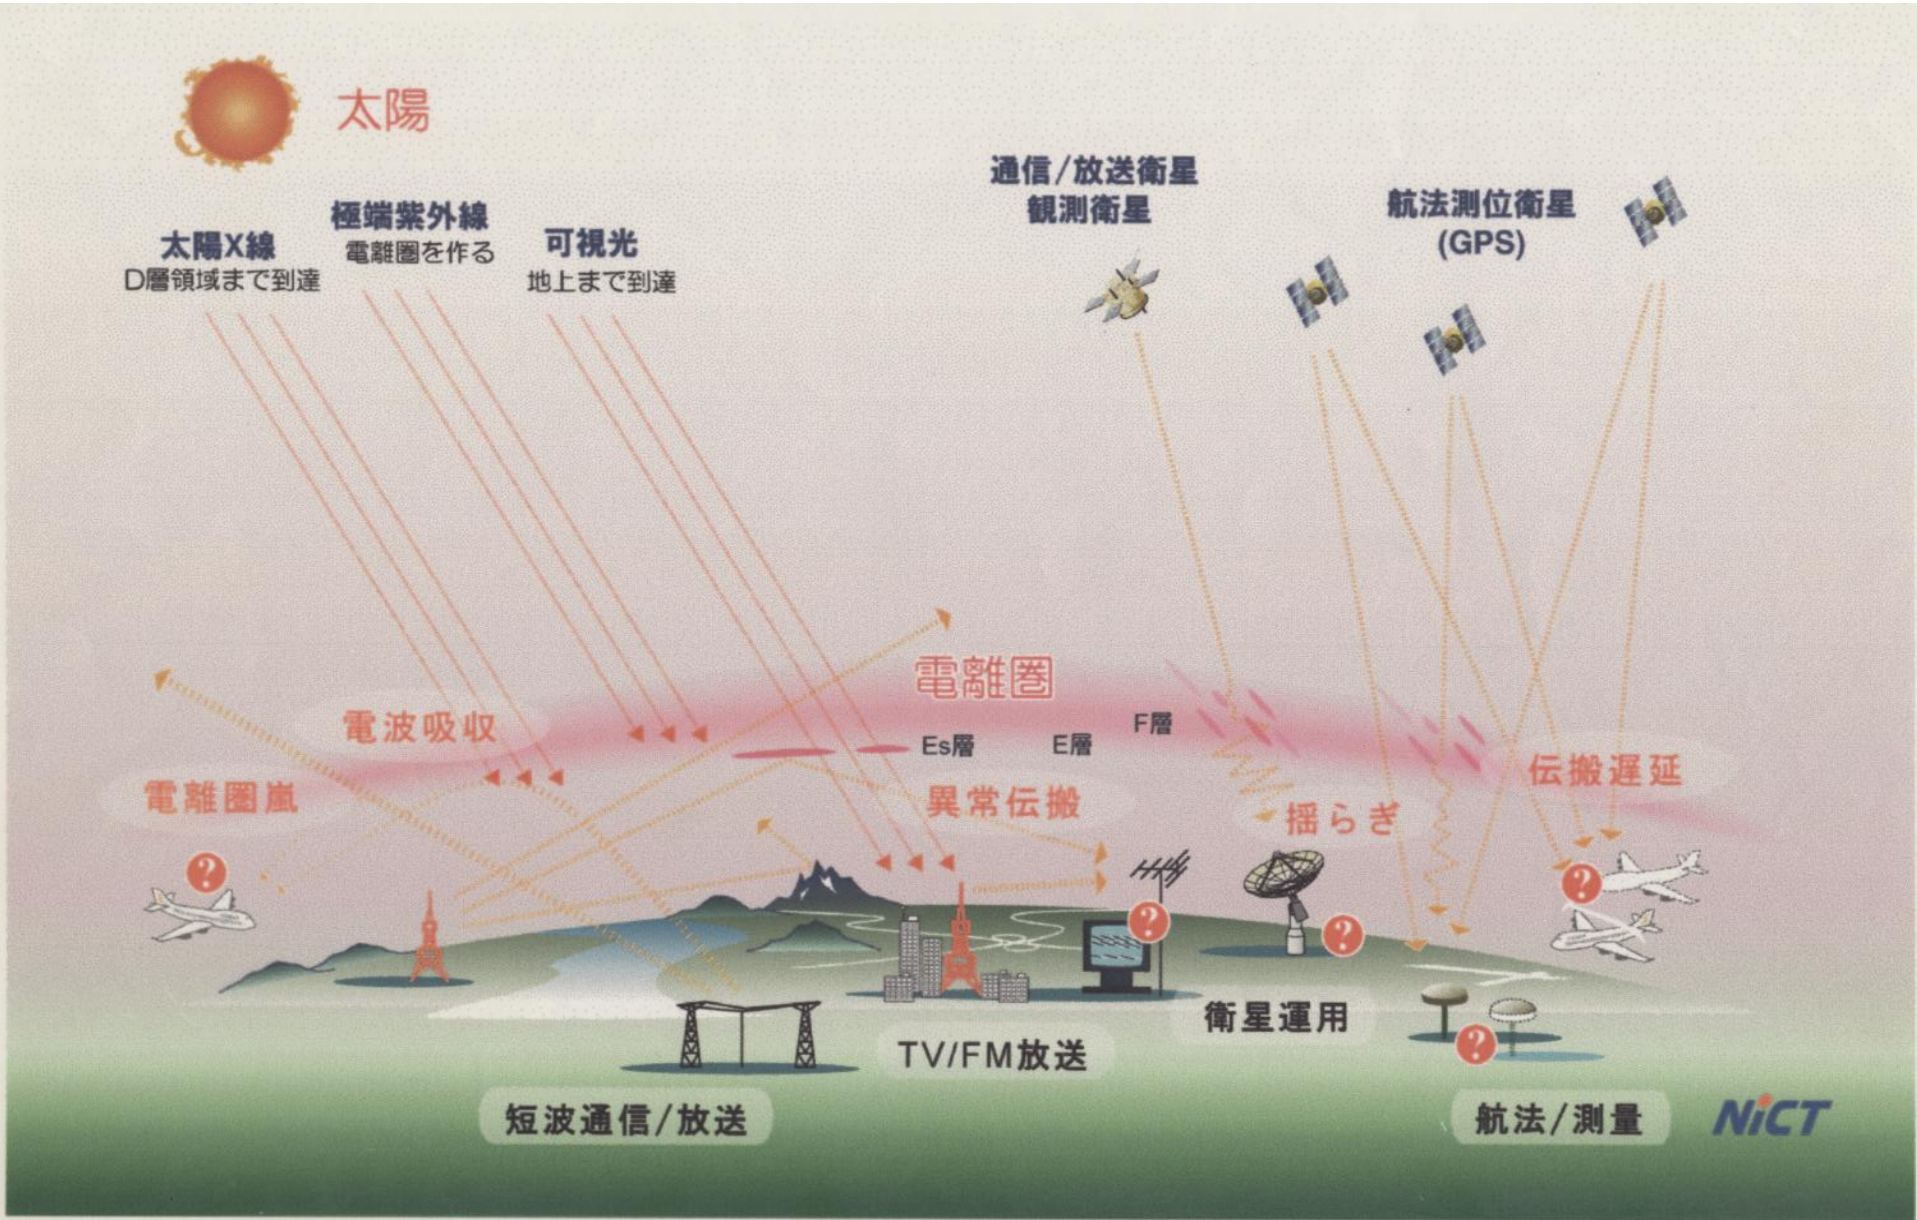 太陽
太陽X線
D層領域まで到達
極端紫外線
電離圏を作る
可視光
地上まで到達
通信/放送衛星
観測衛星
航法測位衛星
(GPS)
電離圏
電波吸収
電離圏嵐
Es層
E層
F層
異常伝搬
揺らぎ
伝搬遅延
?
?
?
?
?
衛星運用
TV/FM放送
短波通信/放送
航法/測量
NiCT